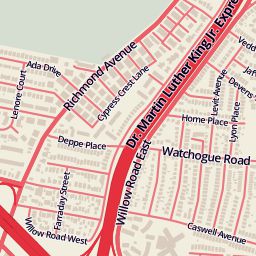 Richmond Avenue
Ada Drive
Lenore Court
Cypress Crest Lane
Dr. Martin Luther King Jr. Expre
Levit Avenue
Devens
Home Place
Lyon Place
Deppe Place
Watchogue Road
Willow Road East
Farraday Street
Willow Road West
Caswell Avenue